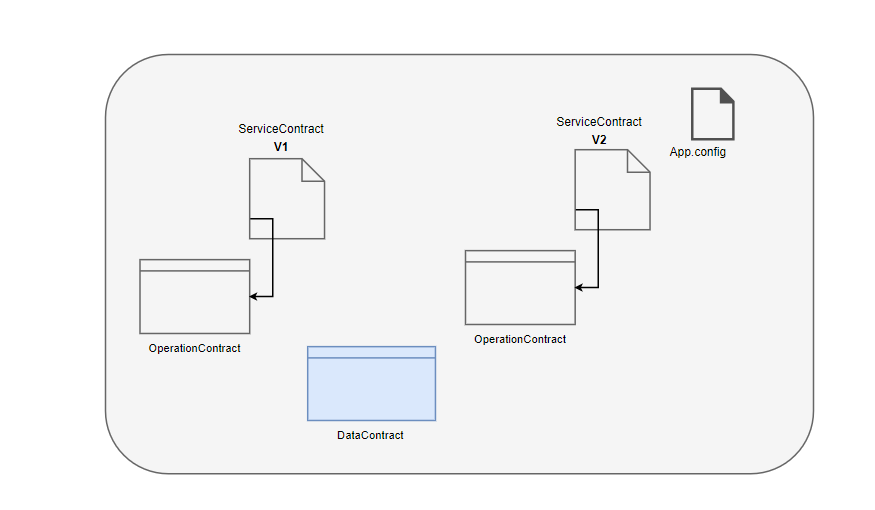 ServiceContract
V1
ServiceContract
V2
App.config
OperationContract
OperationContract
DataContract